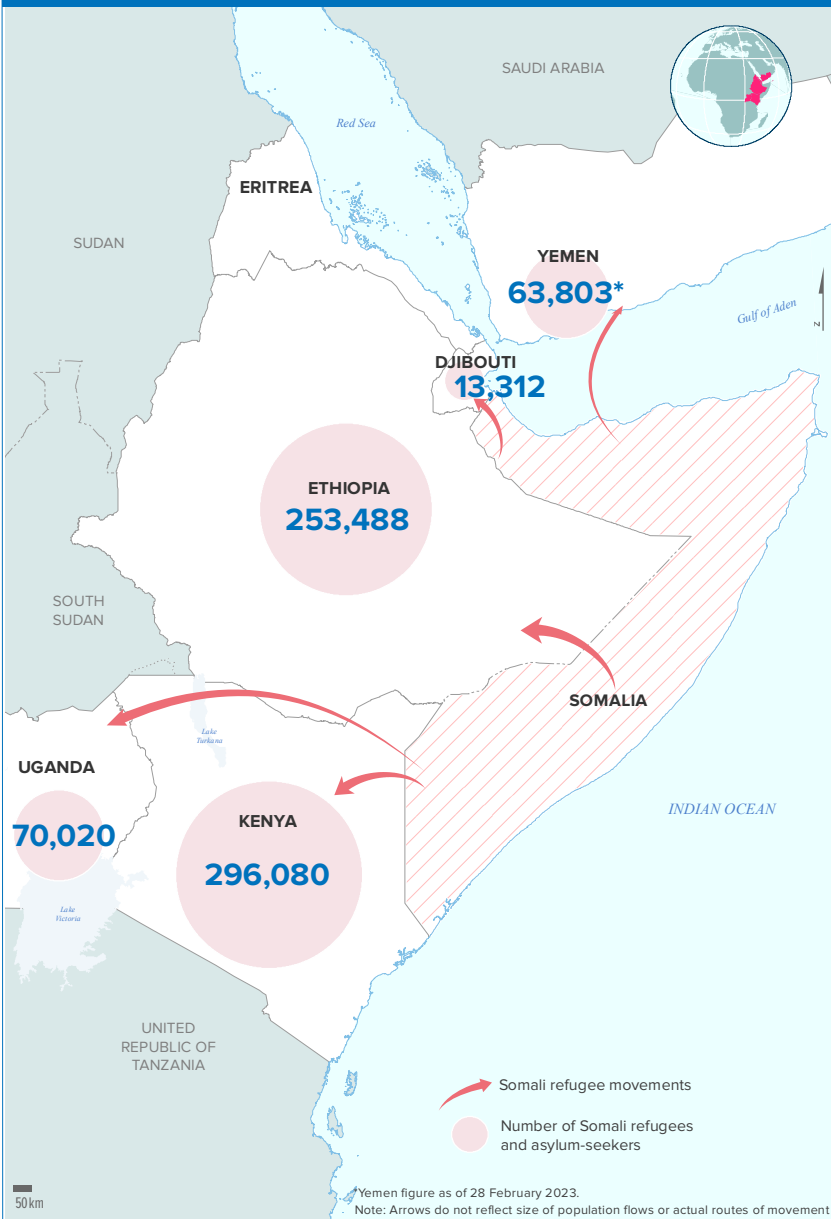 SAUDI ARABIA
Red Sea
ERITREA
SUDAN
YEMEN
63,803*
Gulf of Aden
N
DJIBOUTI
13,312
ETHIOPIA
253,488
SOUTH
SUDAN
SOMALIA
Lake
Turkana
UGANDA
70,020
KENYA
296,080
INDIAN OCEAN
Lake
Victoria
UNITED
REPUBLIC OF
TANZANIA
Somali refugee movements
Number of Somali refugees
and asylum-seekers
50 km
*Yemen figure as of 28 February 2023.
Note: Arrows do not reflect size of population flows or actual routes of movement